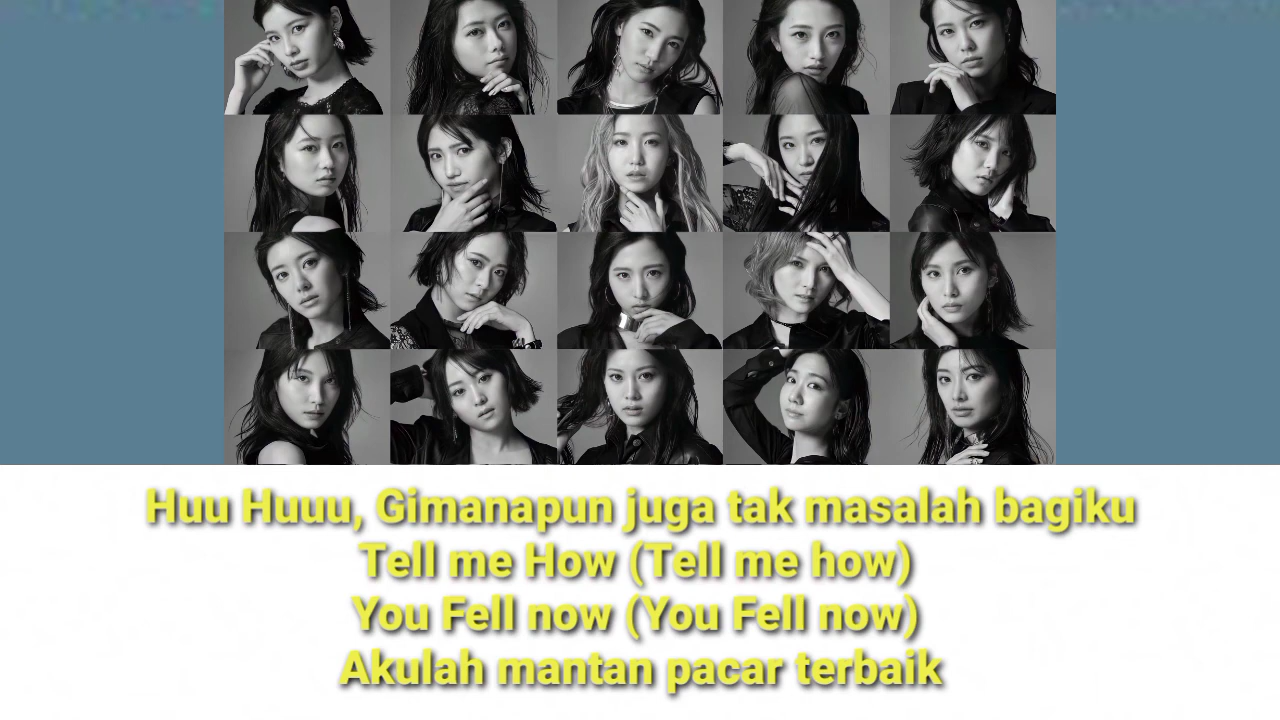 Huu Huuu, Gimanapun juga tak masalah bagiku
Tell me How (Tell me how)
You Fell now (You Fell now)
Akulah mantan pacar terbaik